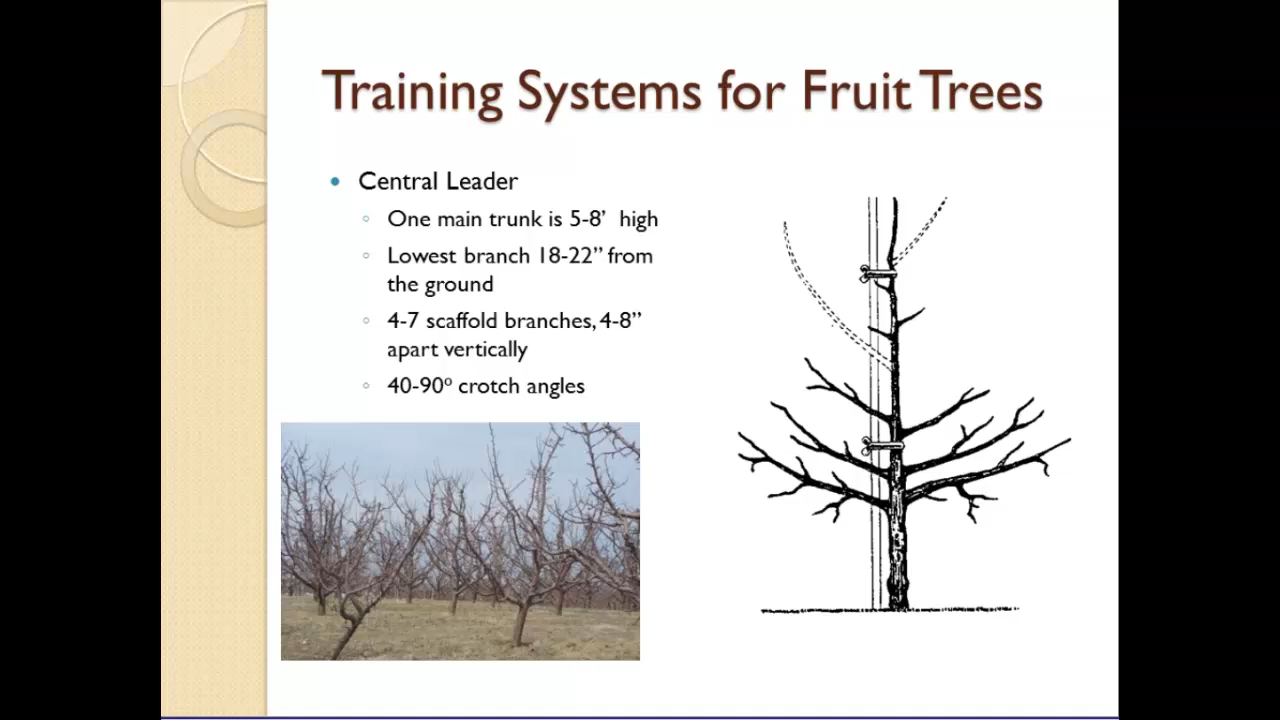 Training Systems for Fruit Trees
Central Leader
One main trunk is 5-8’ high
Lowest branch 18-22” from
the ground
4-7 scaffold branches, 4-8”
apart vertically
40-90º crotch angles